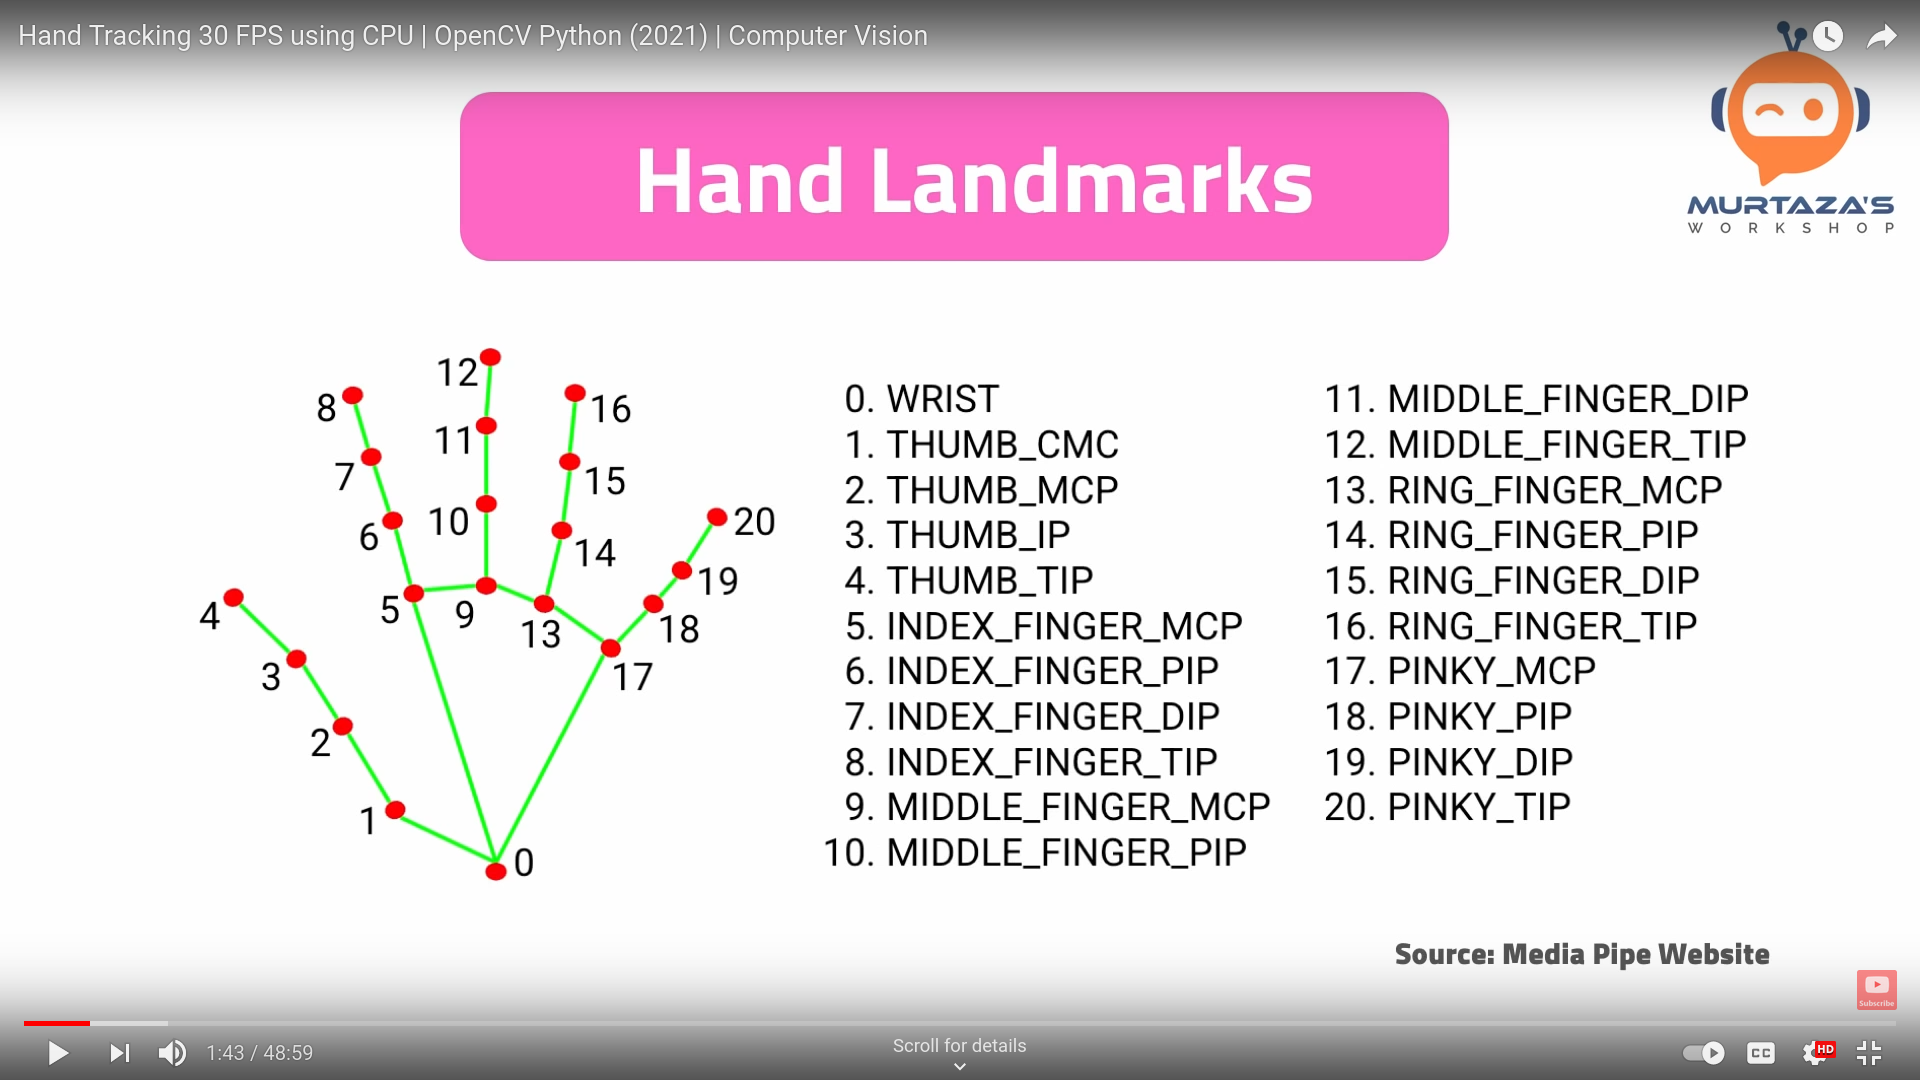 Hand Tracking 30 FPS using CPU | OpenCV Python (2021) | Computer Vision
Hand Landmarks
MURTAZA'S
WORKSHOP
12
8
16
11
7
15
10
20
6
14
19
4
5
9
13
18
3
17
2
1
0
0. WRIST
1. THUMB_CMC
2. THUMB_MCP
3. THUMB_IP
4. THUMB_TIP
5. INDEX_FINGER_MCP
6. INDEX_FINGER_PIP
7. INDEX_FINGER_DIP
8. INDEX_FINGER_TIP
9. MIDDLE_FINGER_MCP
10. MIDDLE_FINGER_PIP
11. MIDDLE_FINGER_DIP
12. MIDDLE_FINGER_TIP
13. RING_FINGER_MCP
14. RING_FINGER_PIP
15. RING_FINGER_DIP
16. RING_FINGER_TIP
17. PINKY_MCP
18. PINKY_PIP
19. PINKY_DIP
20. PINKY_TIP
Source: Media Pipe Website
Subscribe
1:43 / 48:59
Scroll for details
CC
HD